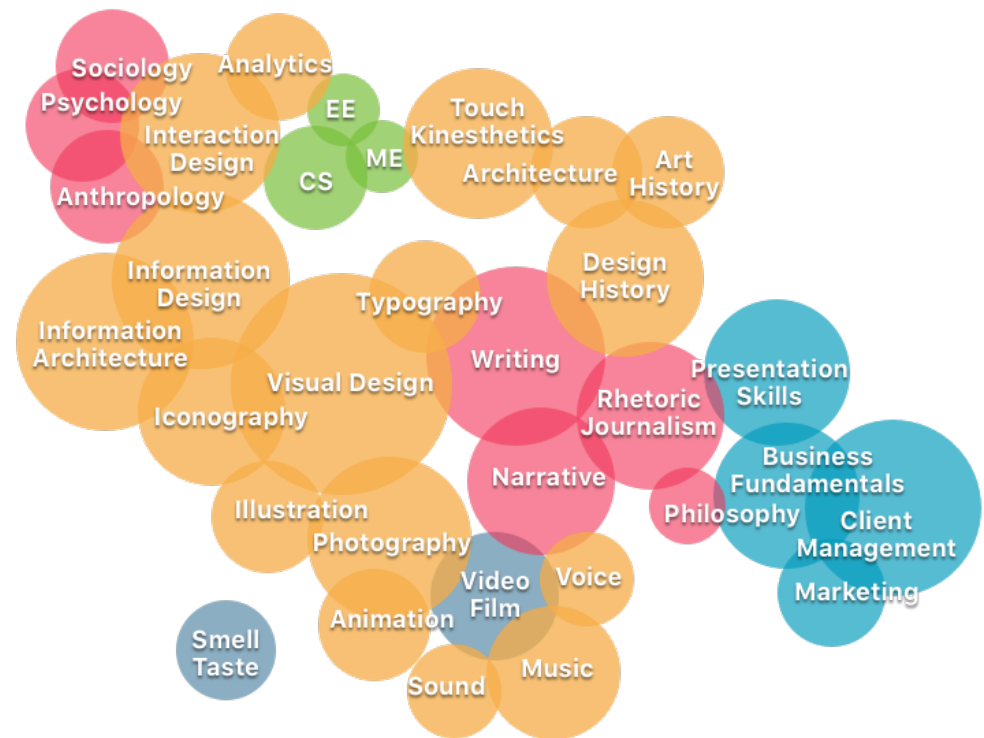 Sociology
Analytics
Psychology
EE
Touch
Kinesthetics
Interaction
Design
ME
CS
Architecture
Art
History
Anthropology
Information
Design
Design
History
Typography
Information
Architecture
Writing
Visual Design
Presentation
Skills
Iconography
Rhetoric
Journalism
Business
Fundamentals
Narrative
Illustration
Philosophy
Client
Management
Photography
Video
Film
Voice
Marketing
Animation
Smell
Taste
Sound
Music